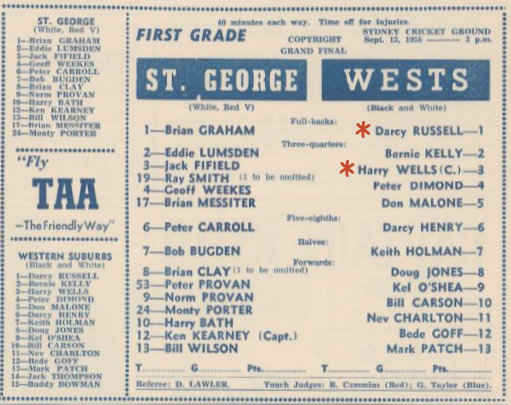 ST. GEORGE
(White, Red V)
1—Brian GRAHAM
2—Eddie LUMSDEN
3—Jack FIFIELD
4—Geoff WEEKES
6—Peter CARROLL
7—Bob BUGDEN
8—Brian CLAY
9—Norm PROVAN
10—Harry BATH
12—Ken KEARNEY
13—Bill WILSON
17—Brian MESSITER
24—Monty PORTER
"Fly
TAA
—The Friendly Way"
WESTERN SUBURBS
(Black and White)
1—Darcy RUSSELL
2—Bernie KELLY
3—Harry WELLS
4—Peter DIMOND
5—Don MALONE
6—Darcy HENRY
7—Keith HOLMAN
8—Doug JONES
9—Kel O'SHEA
10—Bill CARSON
11—Nev CHARLTON
12—Bede GOFF
13—Mark PATCH
14—Jack THOMPSON
15—Buddy BOWMAN
40 minutes each way. Time off for injuries.
FIRST GRADE COPYRIGHT SYDNEY CRICKET GROUND
Sept. 13, 1958 —— 3 p.m.
GRAND FINAL
ST. GEORGE WESTS
(White, Red V) (Black and White)
Full-backs:
1—Brian GRAHAM * Darcy RUSSELL—1
Three-quarters:
2—Eddie LUMSDEN Bernie KELLY—2
3—Jack FIFIELD * Harry WELLS (C.) —3
19—Ray SMITH (1 to be omitted)
4—Geoff WEEKES Peter DIMOND—4
17—Brian MESSITER Don MALONE—5
Five-eighths:
6—Peter CARROLL Darcy HENRY—6
Halves:
7—Bob BUGDEN Keith HOLMAN—7
Forwards:
8—Brian CLAY (1 to be omitted) Doug JONES—8
53—Peter PROVAN Kel O'SHEA—9
9—Norm PROVAN Bill CARSON—10
24—Monty PORTER Nev CHARLTON—11
10—Harry BATH Bede GOFF—12
12—Ken KEARNEY (Capt.) Mark PATCH—13
13—Bill WILSON
T. G. Pts. T. G. Pts.
Referee: D. LAWLER. Touch Judges: R. Cummins (Red); G. Taylor (Blue).